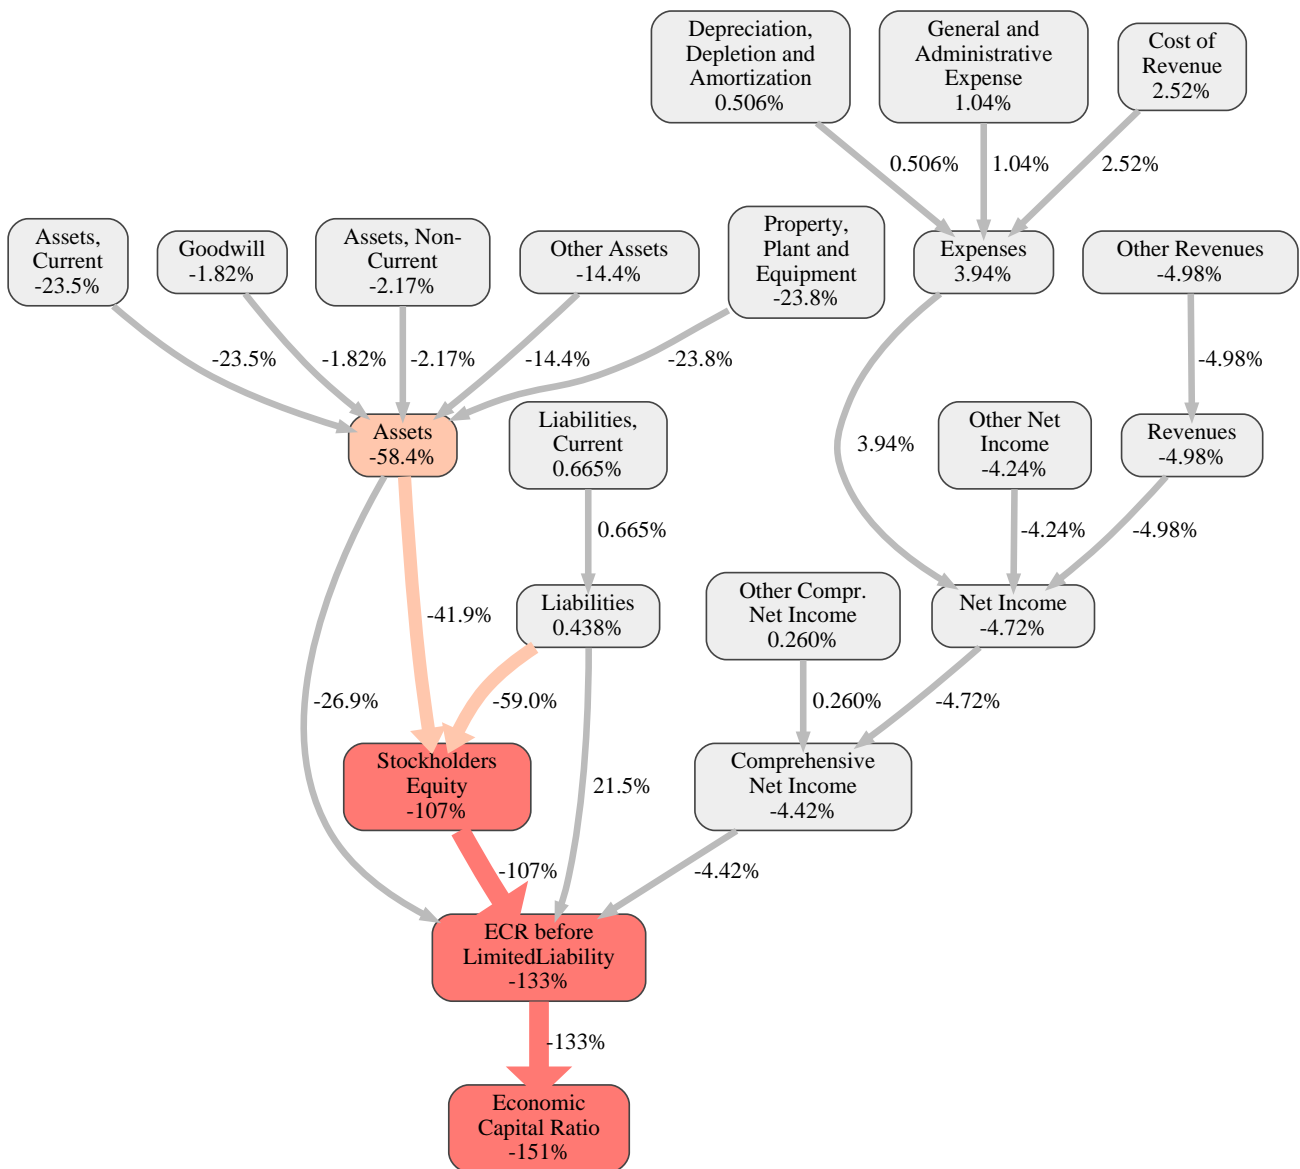 Depreciation,
Depletion and
Amortization
0.506%
General and
Administrative
Expense
1.04%
Cost of
Revenue
2.52%
0.506%
1.04%
2.52%
Assets,
Current
-23.5%
Goodwill
-1.82%
Assets, Non-
Current
-2.17%
Other Assets
-14.4%
Property,
Plant and
Equipment
-23.8%
Expenses
3.94%
Other Revenues
-4.98%
-23.5%
-1.82%
-2.17%
-14.4%
-23.8%
-4.98%
Assets
-58.4%
Liabilities,
Current
0.665%
3.94%
Other Net
Income
-4.24%
Revenues
-4.98%
0.665%
-4.24%
-4.98%
-41.9%
Liabilities
0.438%
Other Compr.
Net Income
0.260%
Net Income
-4.72%
-26.9%
-59.0%
0.260%
-4.72%
Stockholders
Equity
-107%
21.5%
Comprehensive
Net Income
-4.42%
-107%
-4.42%
ECR before
LimitedLiability
-133%
-133%
Economic
Capital Ratio
-151%